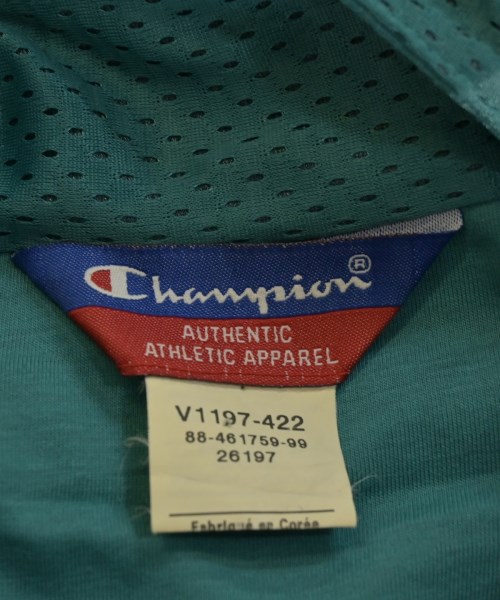 Champion®
AUTHENTIC
ATHLETIC APPAREL
V1197-422
88-461759-99
26197
Fabriqué en Corée